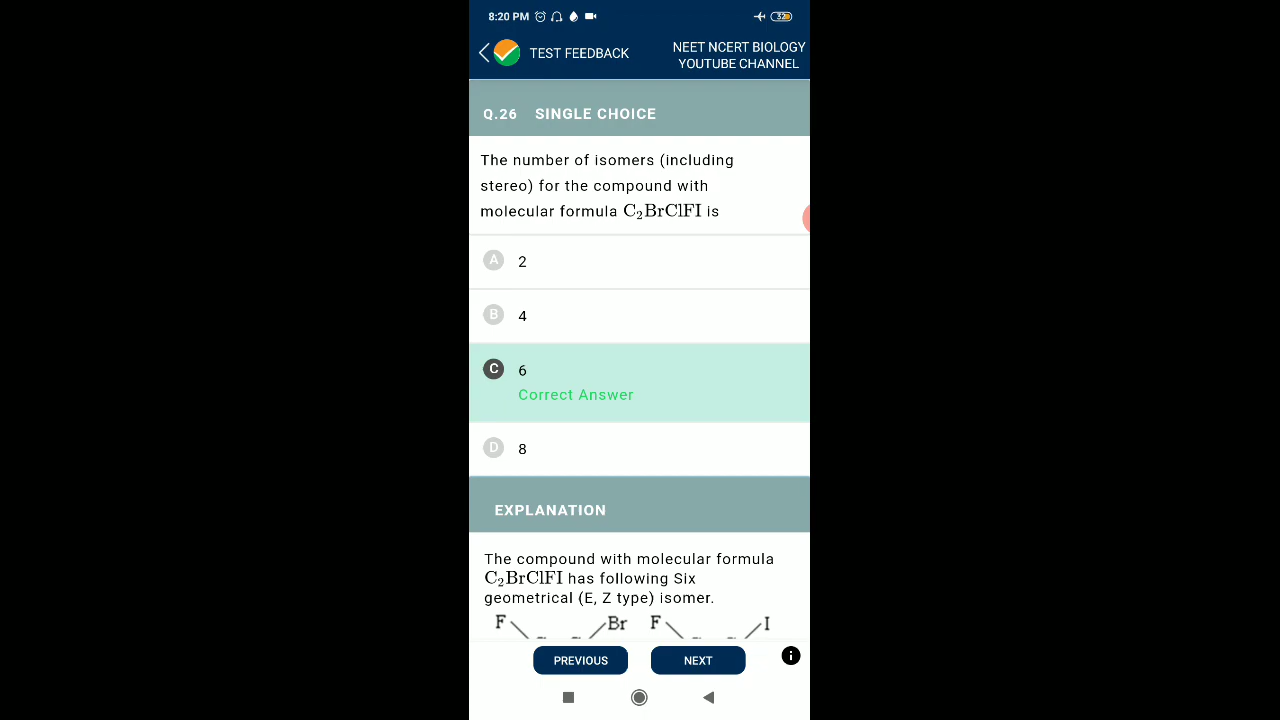 8:20 PM 32
TEST FEEDBACK
NEET NCERT BIOLOGY
YOUTUBE CHANNEL
Q.26 SINGLE CHOICE
The number of isomers (including
stereo) for the compound with
molecular formula C₂BrClFI is
A 2
B 4
C 6
Correct Answer
D 8
EXPLANATION
The compound with molecular formula
C₂BrClFI has following Six
geometrical (E, Z type) isomer.
F Br F I
PREVIOUS NEXT i